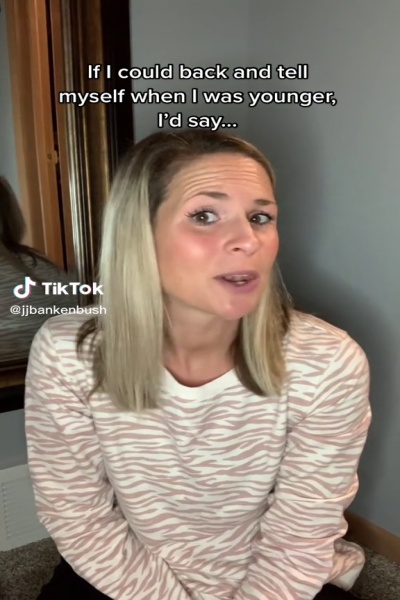 If I could back and tell
myself when I was younger,
I'd say...
TikTok
@jjbankenbush